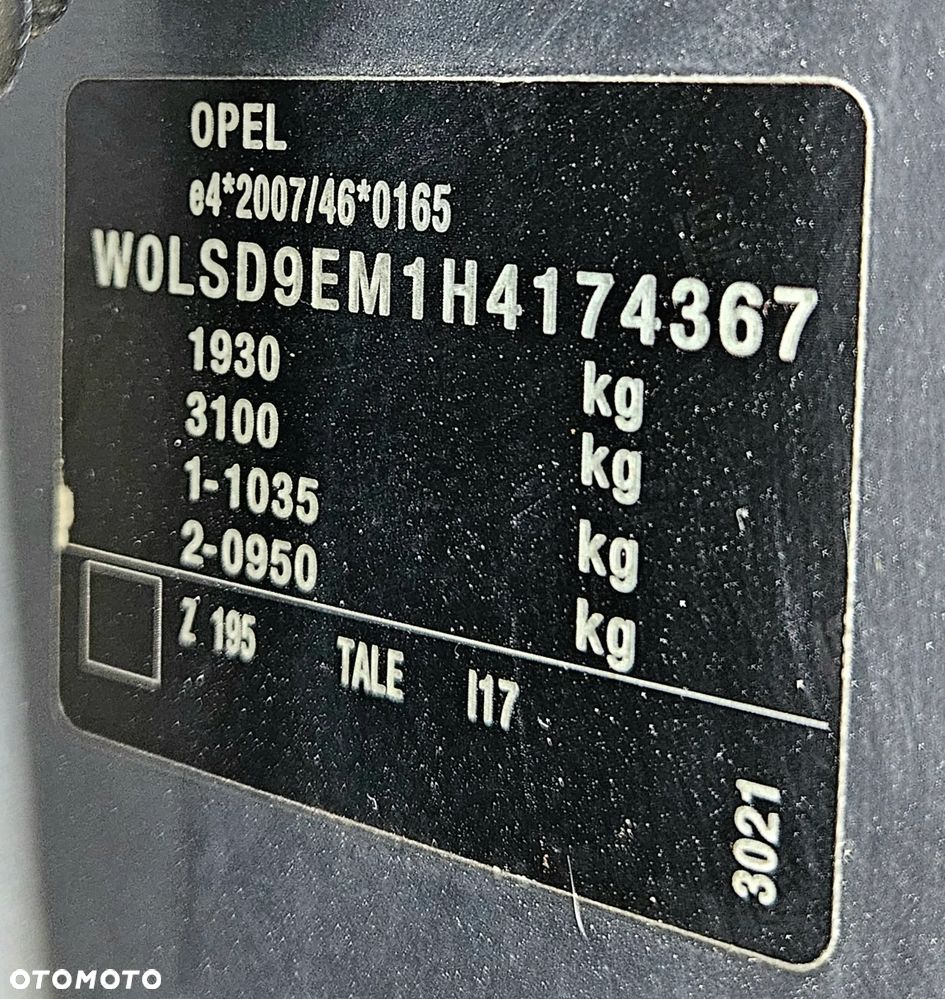 OPEL
e4*2007/46*0165
W0LSD9EM1H4174367
1930 kg
3100 kg
1-1035 kg
2-0950 kg
Z 195 TALE I17
3021
OTOMOTO